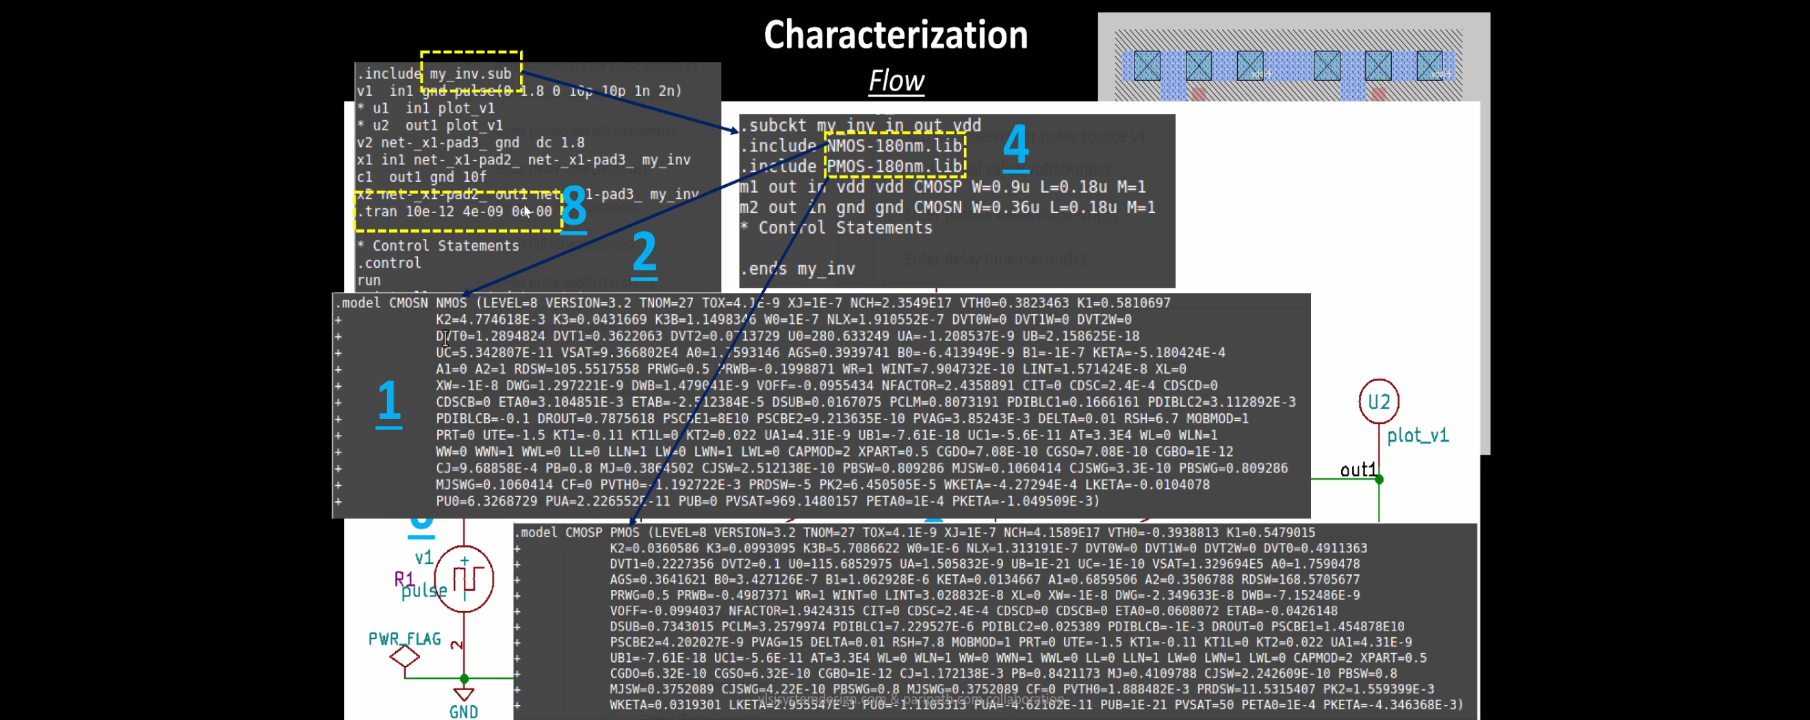 Characterization
Flow
.include my_inv.sub
v1 in1 gnd pulse(0 1.8 0 10p 10p 1n 2n)
* u1 in1 plot_v1
* u2 out1 plot_v1
v2 net-_x1-pad3_ gnd dc 1.8
x1 in1 net-_x1-pad2_ net-_x1-pad3_ my_inv
c1 out1 gnd 10f
x2 net-_x1-pad2_ out1 net 1-pad3_ my_inv
.tran 10e-12 4e-09 0e-00
8
* Control Statements
.control
run
2
.subckt my_inv in out vdd
.include NMOS-180nm.lib
.include PMOS-180nm.lib
m1 out in vdd vdd CMOSP W=0.9u L=0.18u M=1
m2 out in gnd gnd CMOSN W=0.36u L=0.18u M=1
* Control Statements
.ends my_inv
4
Enter delay time (seconds):
.model CMOSN NMOS (LEVEL=8 VERSION=3.2 TNOM=27 TOX=4.1E-9 XJ=1E-7 NCH=2.3549E17 VTH0=0.3823463 K1=0.5810697
+ K2=4.774618E-3 K3=0.0431669 K3B=1.1498346 W0=1E-7 NLX=1.910552E-7 DVT0W=0 DVT1W=0 DVT2W=0
+ DVT0=1.2894824 DVT1=0.3622063 DVT2=0.0713729 U0=280.633249 UA=-1.208537E-9 UB=2.158625E-18
+ UC=5.342807E-11 VSAT=9.366802E4 A0=1.7593146 AGS=0.3939741 B0=-6.413949E-9 B1=-1E-7 KETA=-5.180424E-4
+ A1=0 A2=1 RDSW=105.5517558 PRWG=0.5 PRWB=-0.1998871 WR=1 WINT=7.904732E-10 LINT=1.571424E-8 XL=0
+ XW=-1E-8 DWG=1.297221E-9 DWB=1.479041E-9 VOFF=-0.0955434 NFACTOR=2.4358891 CIT=0 CDSC=2.4E-4 CDSCD=0
+ CDSCB=0 ETA0=3.104851E-3 ETAB=-2.512384E-5 DSUB=0.0167075 PCLM=0.8073191 PDIBLC1=0.1666161 PDIBLC2=3.112892E-3
+ PDIBLCB=-0.1 DROUT=0.7875618 PSCBE1=8E10 PSCBE2=9.213635E-10 PVAG=3.85243E-3 DELTA=0.01 RSH=6.7 MOBMOD=1
+ PRT=0 UTE=-1.5 KT1=-0.11 KT1L=0 KT2=0.022 UA1=4.31E-9 UB1=-7.61E-18 UC1=-5.6E-11 AT=3.3E4 WL=0 WLN=1
+ WW=0 WWN=1 WWL=0 LL=0 LLN=1 LW=0 LWN=1 LWL=0 CAPMOD=2 XPART=0.5 CGDO=7.08E-10 CGSO=7.08E-10 CGBO=1E-12
+ CJ=9.68858E-4 PB=0.8 MJ=0.3864502 CJSW=2.512138E-10 PBSW=0.809286 MJSW=0.1060414 CJSWG=3.3E-10 PBSWG=0.809286
+ MJSWG=0.1060414 CF=0 PVTH0=-1.192722E-3 PRDSW=-5 PK2=6.450505E-5 WKETA=-4.27294E-4 LKETA=-0.0104078
+ PU0=6.3268729 PUA=2.226552E-11 PUB=0 PVSAT=969.1480157 PETA0=1E-4 PKETA=-1.049509E-3)
1
.model CMOSP PMOS (LEVEL=8 VERSION=3.2 TNOM=27 TOX=4.1E-9 XJ=1E-7 NCH=4.1589E17 VTH0=-0.3938813 K1=0.5479015
+ K2=0.0360586 K3=0.0993095 K3B=5.7086622 W0=1E-6 NLX=1.313191E-7 DVT0W=0 DVT1W=0 DVT2W=0 DVT0=0.4911363
+ DVT1=0.2227356 DVT2=0.1 U0=115.6852975 UA=1.505832E-9 UB=1E-21 UC=-1E-10 VSAT=1.329694E5 A0=1.7590478
+ AGS=0.3641621 B0=3.427126E-7 B1=1.062928E-6 KETA=0.0134667 A1=0.6859506 A2=0.3506788 RDSW=168.5705677
+ PRWG=0.5 PRWB=-0.4987371 WR=1 WINT=0 LINT=3.028832E-8 XL=0 XW=-1E-8 DWG=-2.349633E-8 DWB=-7.152486E-9
+ VOFF=-0.0994037 NFACTOR=1.9424315 CIT=0 CDSC=2.4E-4 CDSCD=0 CDSCB=0 ETA0=0.0608072 ETAB=-0.0426148
+ DSUB=0.7343015 PCLM=3.2579974 PDIBLC1=7.229527E-6 PDIBLC2=0.025389 PDIBLCB=-1E-3 DROUT=0 PSCBE1=1.454878E10
+ PSCBE2=4.202027E-9 PVAG=15 DELTA=0.01 RSH=7.8 MOBMOD=1 PRT=0 UTE=-1.5 KT1=-0.11 KT1L=0 KT2=0.022 UA1=4.31E-9
+ UB1=-7.61E-18 UC1=-5.6E-11 AT=3.3E4 WL=0 WLN=1 WW=0 WWN=1 WWL=0 LL=0 LLN=1 LW=0 LWN=1 LWL=0 CAPMOD=2 XPART=0.5
+ CGDO=6.32E-10 CGSO=6.32E-10 CGBO=1E-12 CJ=1.172138E-3 PB=0.8421173 MJ=0.4109788 CJSW=2.242609E-10 PBSW=0.8
+ MJSW=0.3752089 CJSWG=4.22E-10 PBSWG=0.8 MJSWG=0.3752089 CF=0 PVTH0=1.888482E-3 PRDSW=11.5315407 PK2=1.559399E-3
+ WKETA=0.0319301 LKETA=2.955547E-3 PU0=-1.1105313 PUA=-4.62102E-11 PUB=1E-21 PVSAT=50 PETA0=1E-4 PKETA=-4.346368E-3)
vlsisystemdesign.com & paripath.com collaboration
U2
plot_v1
out1
v1
R1
pulse
PWR_FLAG
2
GND